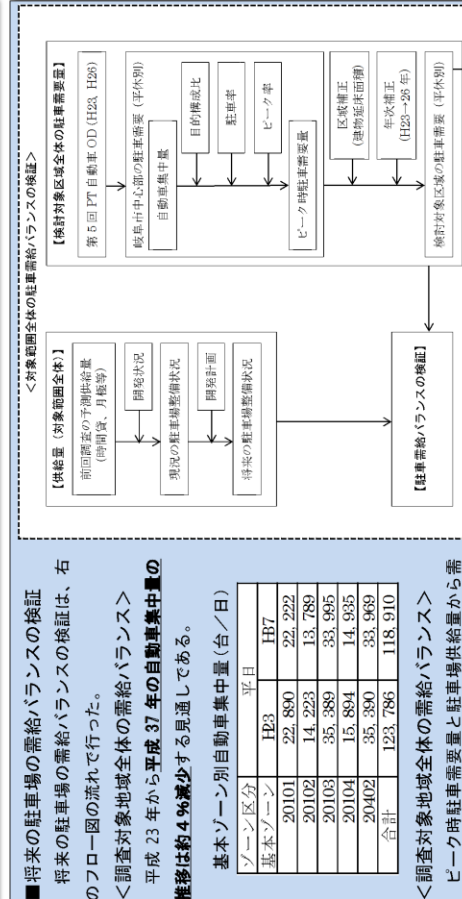 ■将来の駐車場の需給バランスの検証
将来の駐車場の需給バランスの検証は、右
のフロー図の流れで行った。
＜調査対象地域全体の需給バランス＞
平成 23 年から平成 37 年の自動車集中量の
推移は約４％減少する見通しである。
基本ゾーン別自動車集中量（台／日）
ゾーン区分 平日
基本ゾーン H23 H37
20101 22,890 22,222
20102 14,223 13,789
20103 35,389 33,995
20104 15,894 14,935
20402 35,390 33,969
合計 123,786 118,910
＜調査対象地域全体の需給バランス＞
ピーク時駐車需要量と駐車場供給量から需
＜対象範囲全体の駐車需給バランスの検証＞
【供給量（対象範囲全体）】
前回調査の予測供給量
(時間貸、月極等)
開発状況
現況の駐車場整備状況
開発計画
将来の駐車場整備状況
【検討対象区域全体の駐車需要量】
第５回 PT 自動車 OD (H23, H26)
岐阜市中心部の駐車需要（平休別）
自動車集中量
目的構成比
駐車率
ピーク率
ピーク時駐車需要量
区域補正
(建物延床面積)
年次補正
(H23→26 年)
検討対象区域の駐車需要（平休別）
【駐車需給バランスの検証】